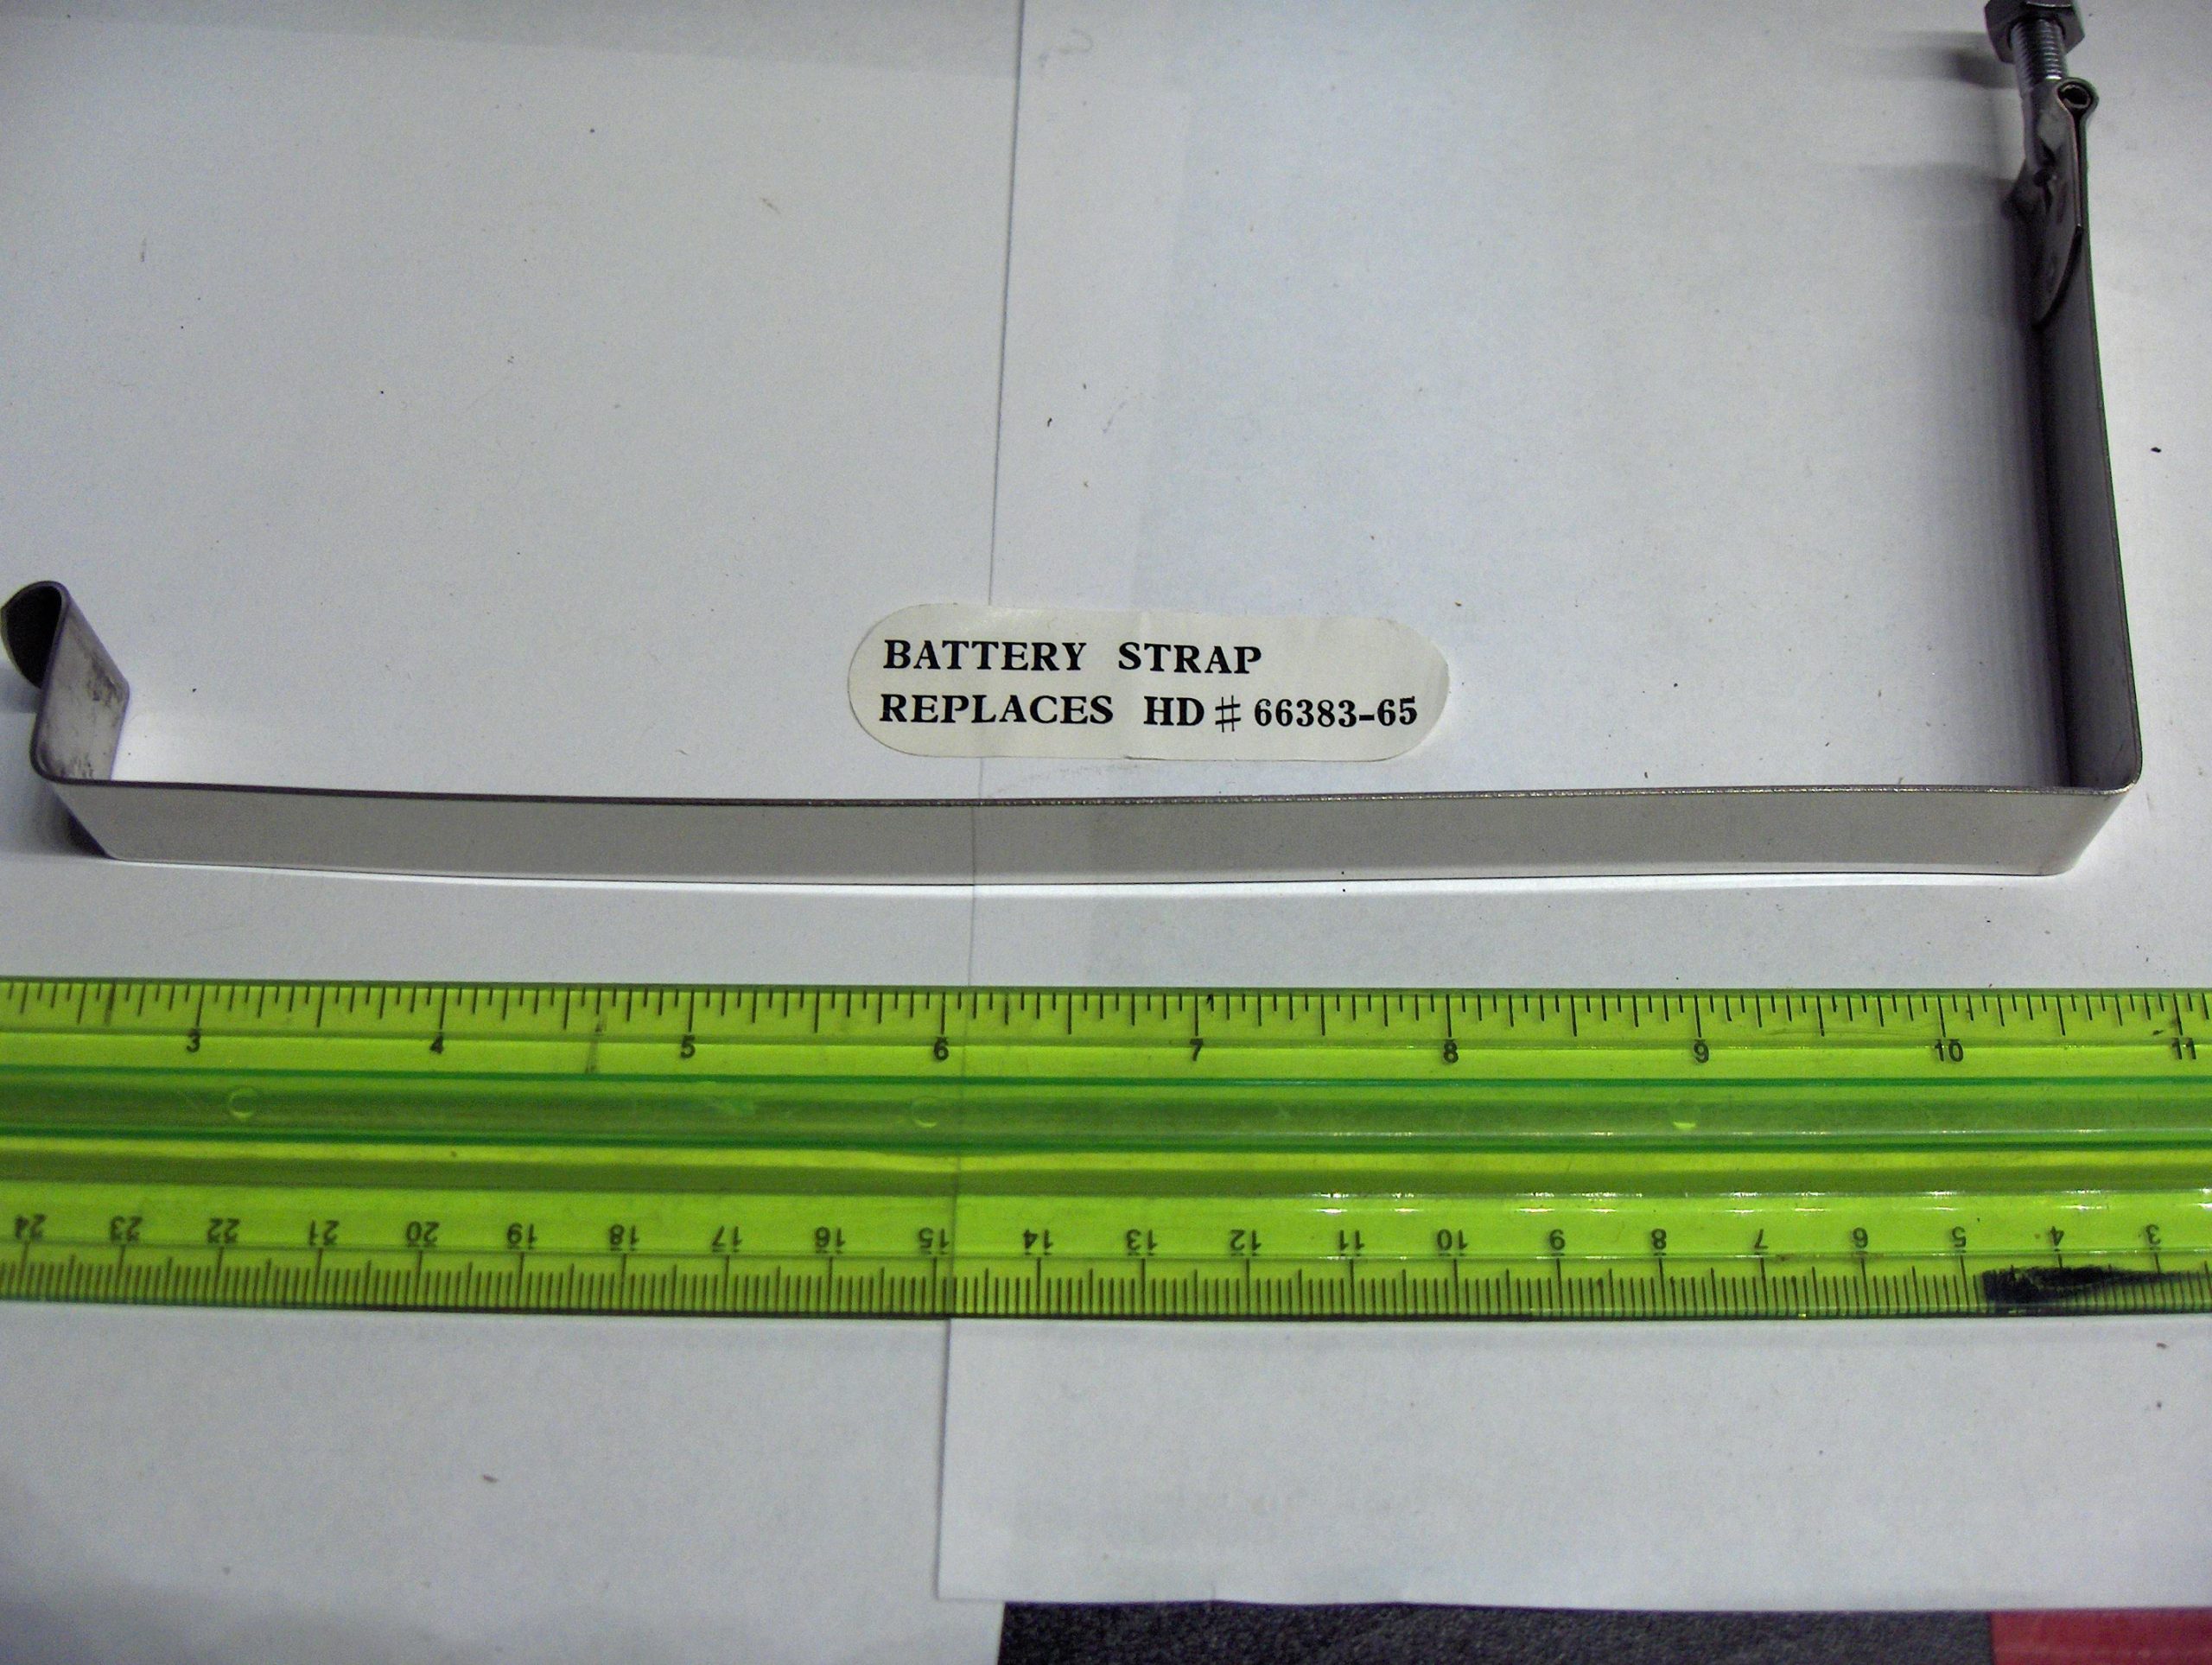 BATTERY STRAP
REPLACES HD# 66383-65
3 4 5 6 7 8 9 10 11
24 23 22 21 20 19 18 17 16 15 14 13 12 11 10 9 8 7 6 5 4 3